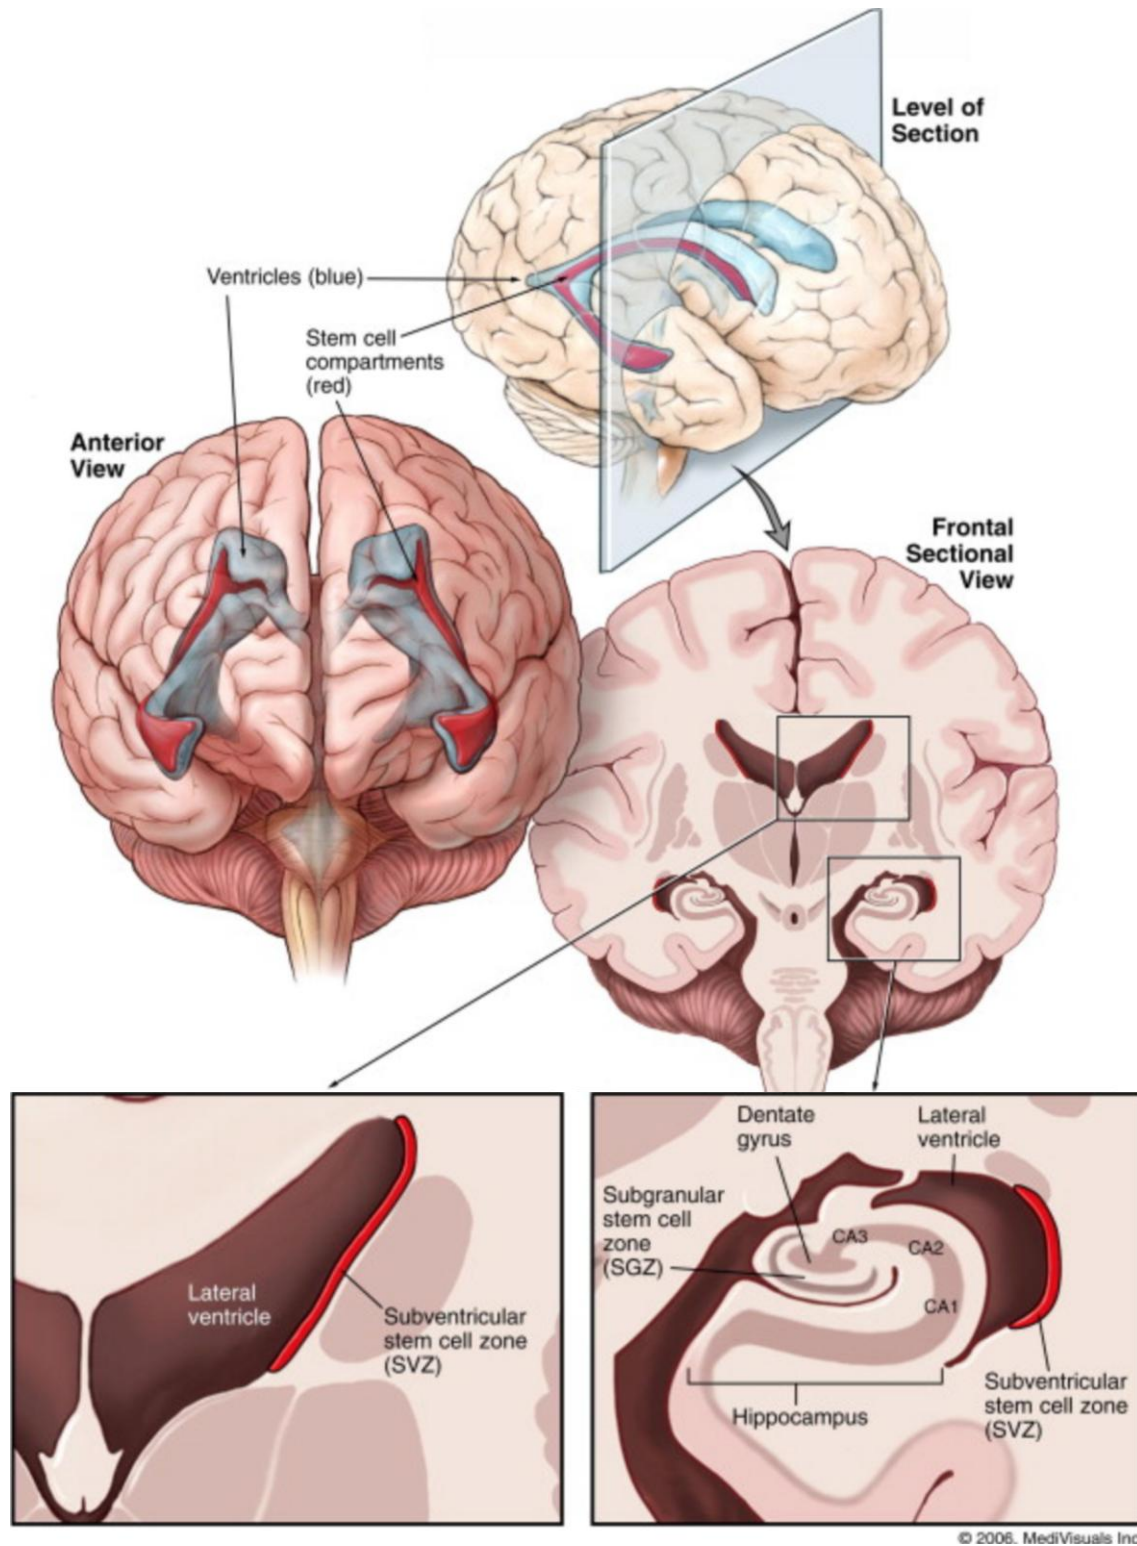 Level of
Section
Ventricles (blue)
Stem cell
compartments
(red)
Anterior
View
Frontal
Sectional
View
Lateral
ventricle
Subventricular
stem cell zone
(SVZ)
Dentate
gyrus
Lateral
ventricle
Subgranular
stem cell
zone
(SGZ)
CA3
CA2
CA1
Hippocampus
Subventricular
stem cell zone
(SVZ)
© 2006, MediVisuals Inc